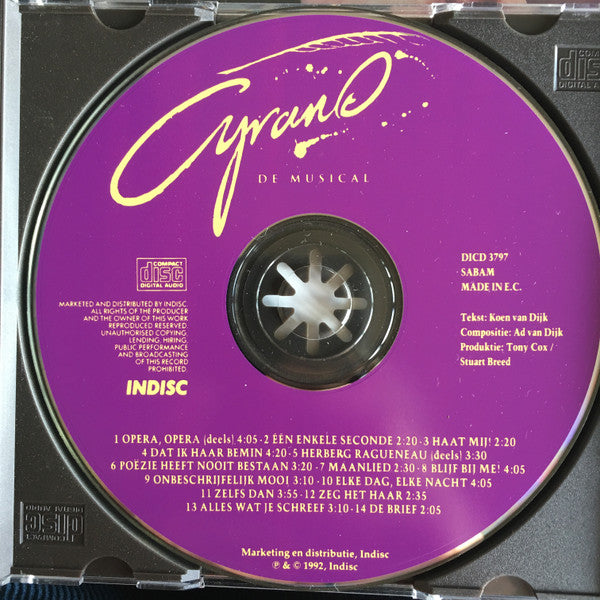 Cyrano
DE MUSICAL
COMPACT
disc
DIGITAL AUDIO
MARKETED AND DISTRIBUTED BY INDISC.
ALL RIGHTS OF THE PRODUCER
AND THE OWNER OF THIS WORK
REPRODUCED RESERVED.
UNAUTHORISED COPYING,
LENDING, HIRING,
PUBLIC PERFORMANCE
AND BROADCASTING
OF THIS RECORD
PROHIBITED.
INDISC
DICD 3797
SABAM
MADE IN E.C.
Tekst: Koen van Dijk
Compositie: Ad van Dijk
Produktie: Tony Cox /
Stuart Breed
1 OPERA, OPERA (deels) 4:05 · 2 ÉÉN ENKELE SECONDE 2:20 · 3 HAAT MIJ! 2:20
4 DAT IK HAAR BEMIN 4:20 · 5 HERBERG RAGUENEAU (deels) 3:30
6 POËZIE HEEFT NOOIT BESTAAN 3:20 · 7 MAANLIED 2:30 · 8 BLIJF BIJ ME! 4:05
9 ONBESCHRIJFELIJK MOOI 3:10 · 10 ELKE DAG, ELKE NACHT 4:05
11 ZELFS DAN 3:55 · 12 ZEG HET HAAR 2:35
13 ALLES WAT JE SCHREEF 3:10 · 14 DE BRIEF 2:05
Marketing en distributie, Indisc
℗ & © 1992, Indisc
COMPACT
disc
DIGITAL AUDIO